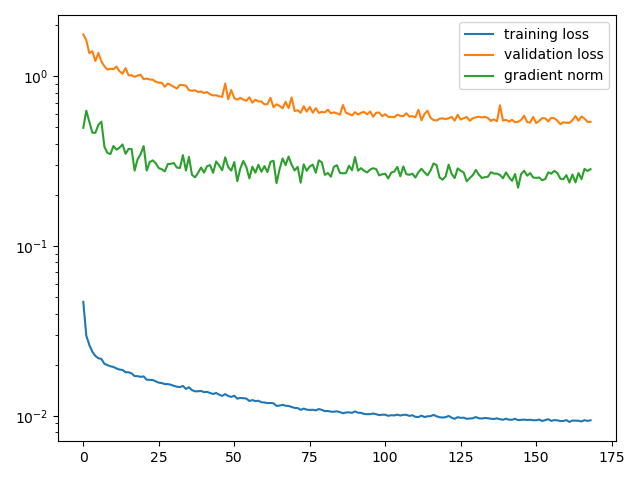 training loss
validation loss
gradient norm
10⁰
10⁻¹
10⁻²
0 25 50 75 100 125 150 175